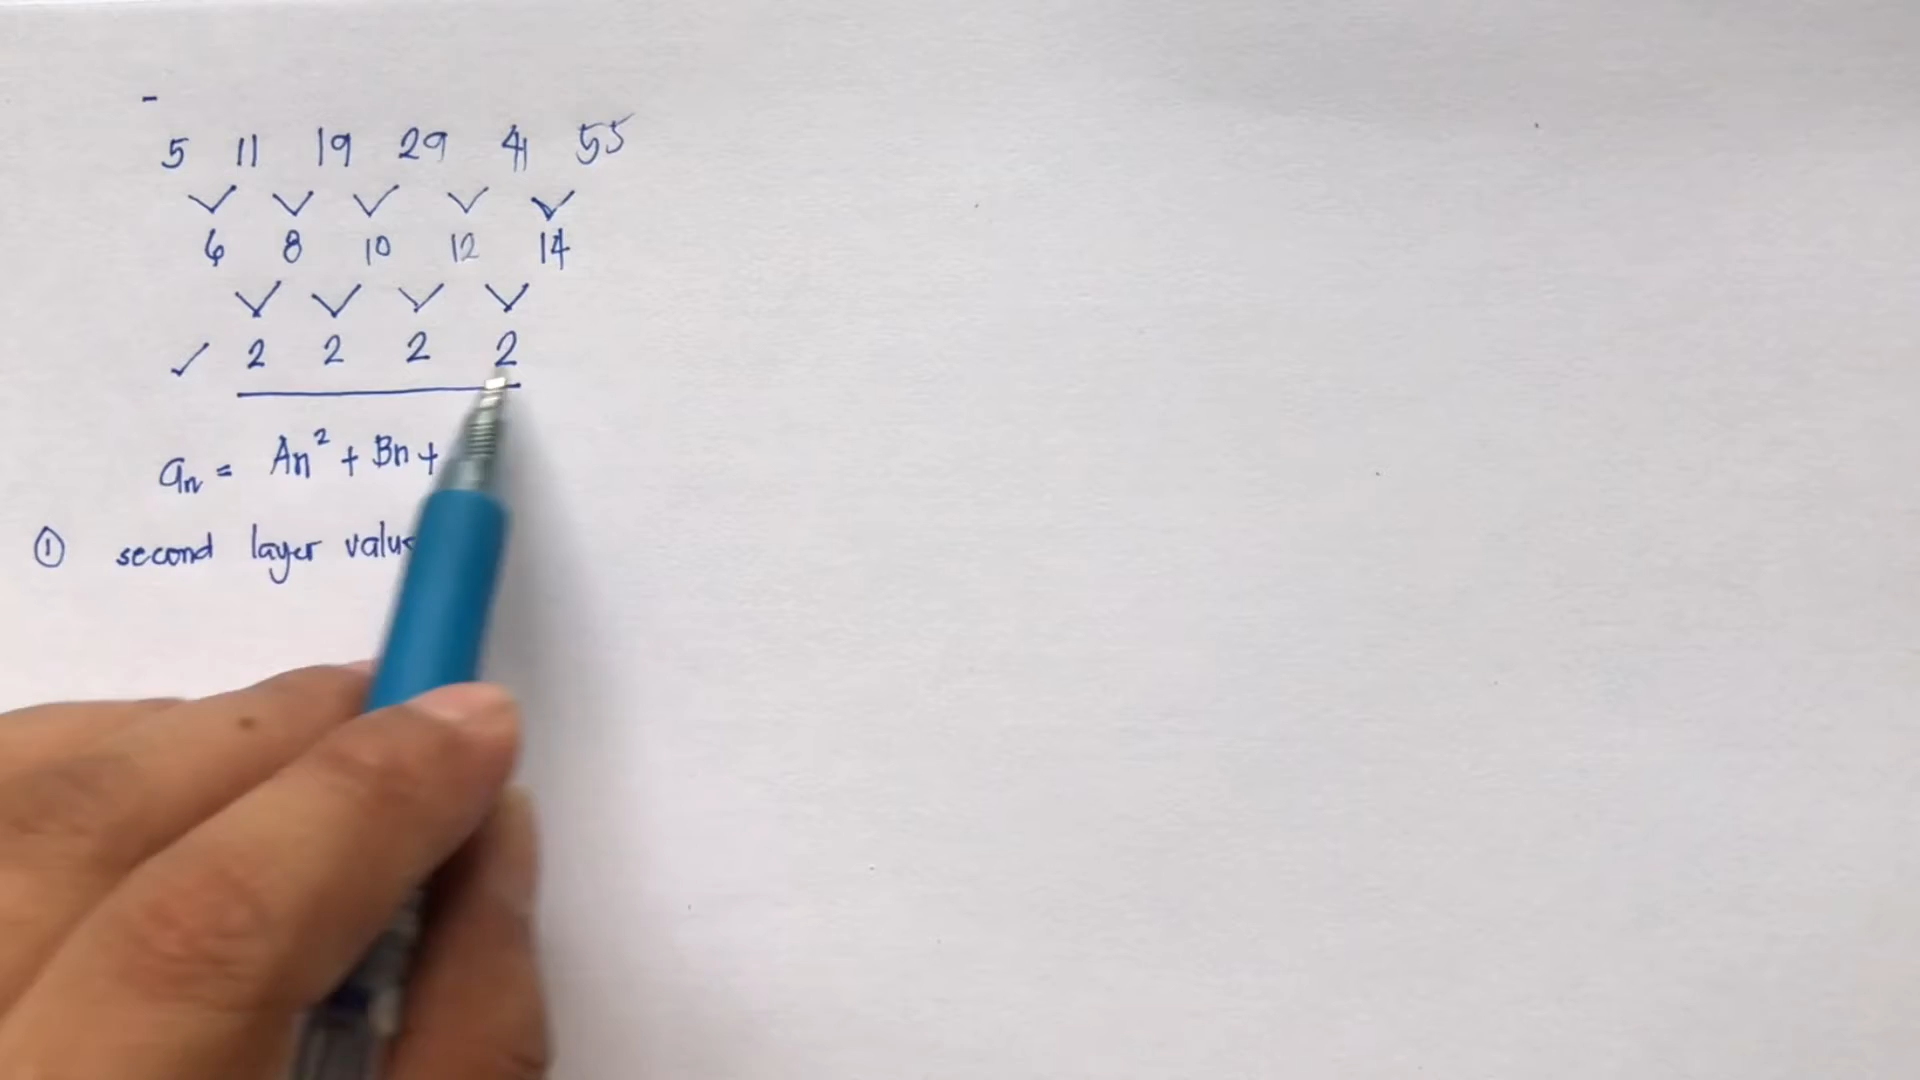 5 11 19 29 41 55
6 8 10 12 14
✓ 2 2 2 2
an = An² + Bn +
① second layer value